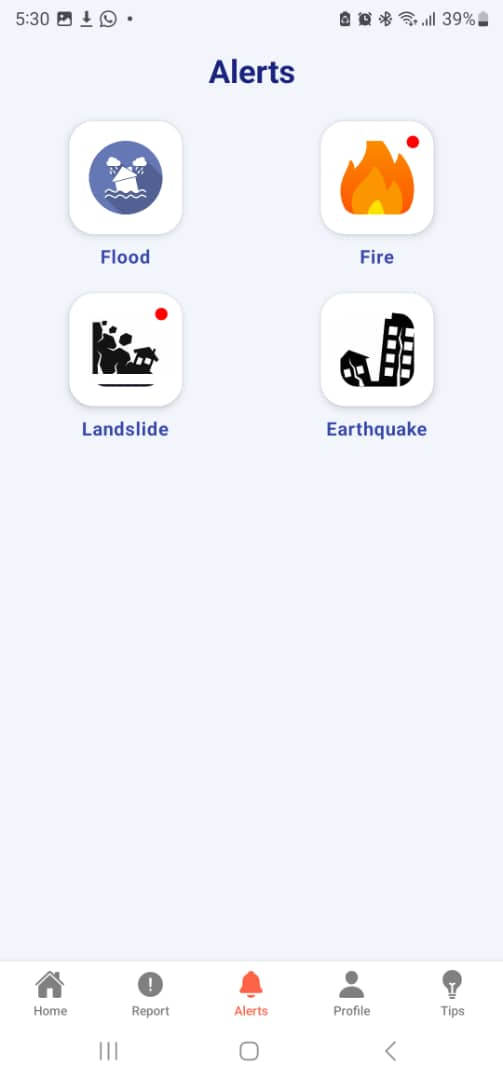 5:30 39%
Alerts
Flood Fire
Landslide Earthquake
Home Report Alerts Profile Tips